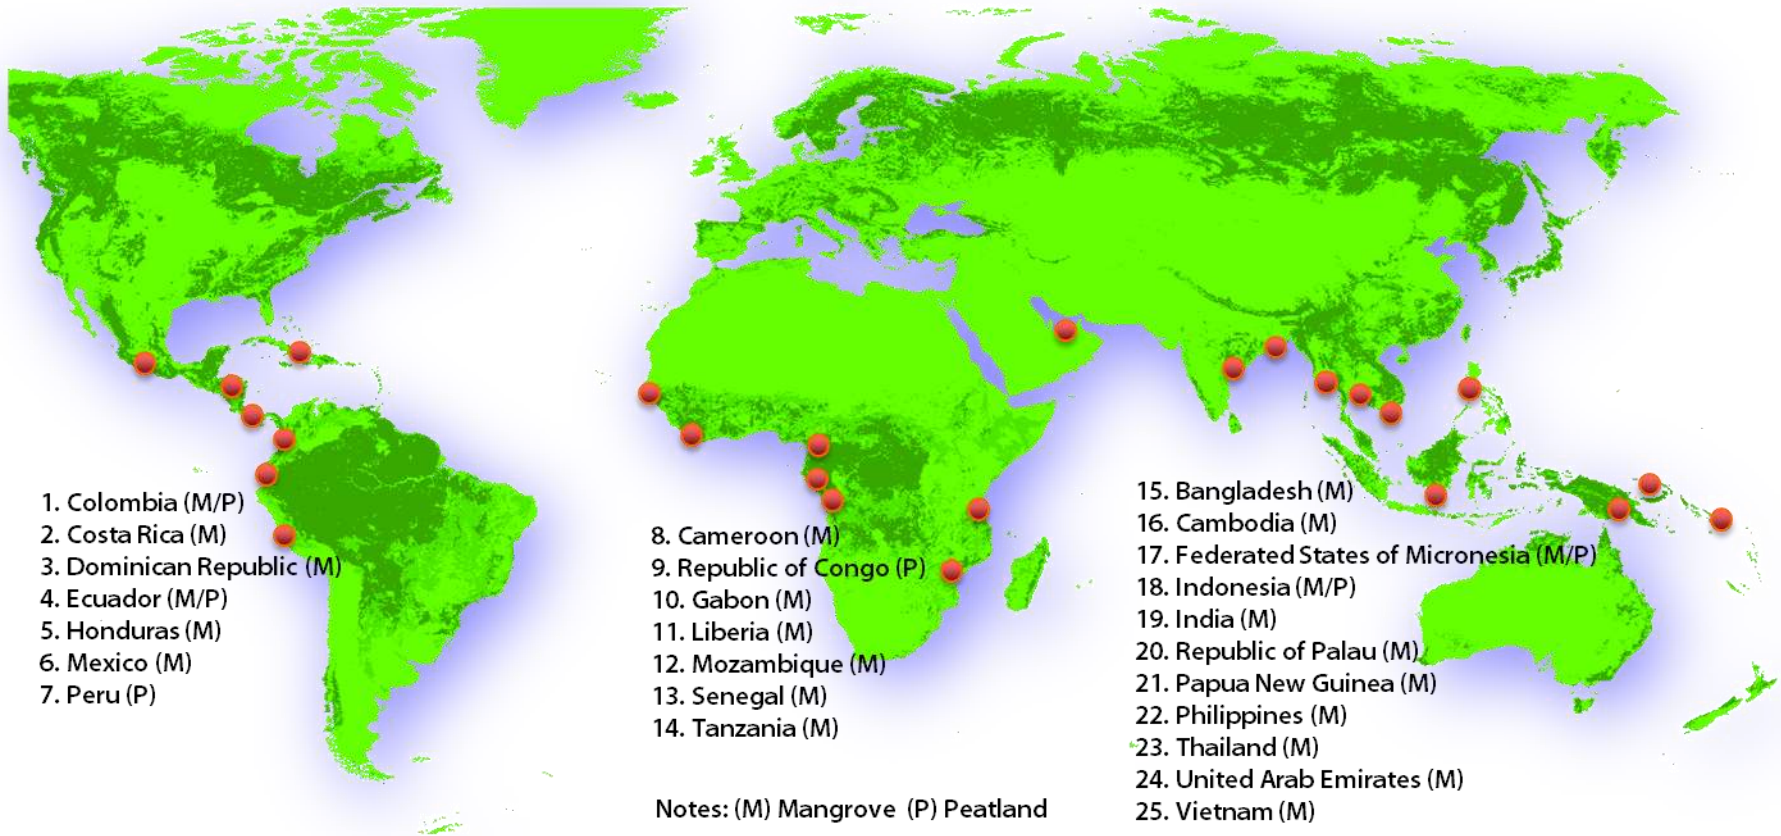 1. Colombia (M/P)
2. Costa Rica (M)
3. Dominican Republic (M)
4. Ecuador (M/P)
5. Honduras (M)
6. Mexico (M)
7. Peru (P)
8. Cameroon (M)
9. Republic of Congo (P)
10. Gabon (M)
11. Liberia (M)
12. Mozambique (M)
13. Senegal (M)
14. Tanzania (M)
Notes: (M) Mangrove (P) Peatland
15. Bangladesh (M)
16. Cambodia (M)
17. Federated States of Micronesia (M/P)
18. Indonesia (M/P)
19. India (M)
20. Republic of Palau (M)
21. Papua New Guinea (M)
22. Philippines (M)
23. Thailand (M)
24. United Arab Emirates (M)
25. Vietnam (M)